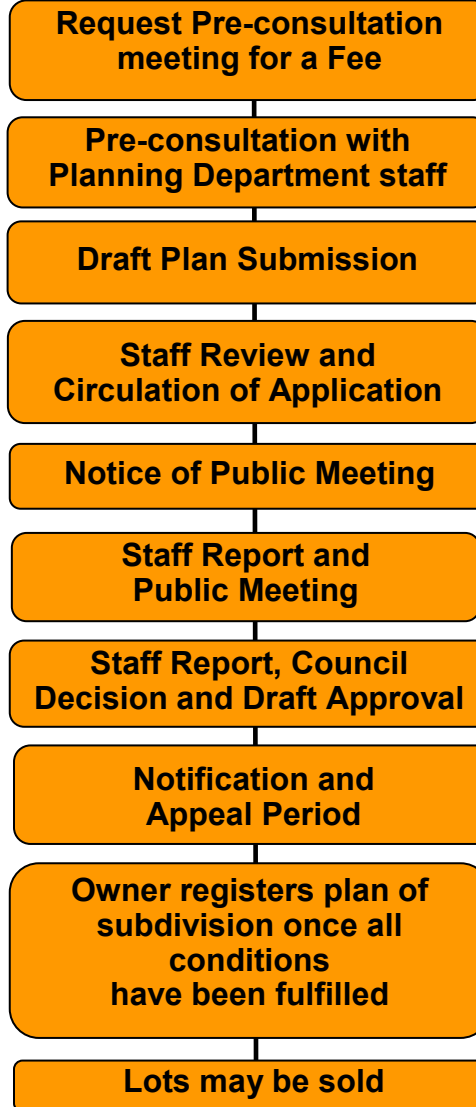 Request Pre-consultation
meeting for a Fee
Pre-consultation with
Planning Department staff
Draft Plan Submission
Staff Review and
Circulation of Application
Notice of Public Meeting
Staff Report and
Public Meeting
Staff Report, Council
Decision and Draft Approval
Notification and
Appeal Period
Owner registers plan of
subdivision once all
conditions
have been fulfilled
Lots may be sold